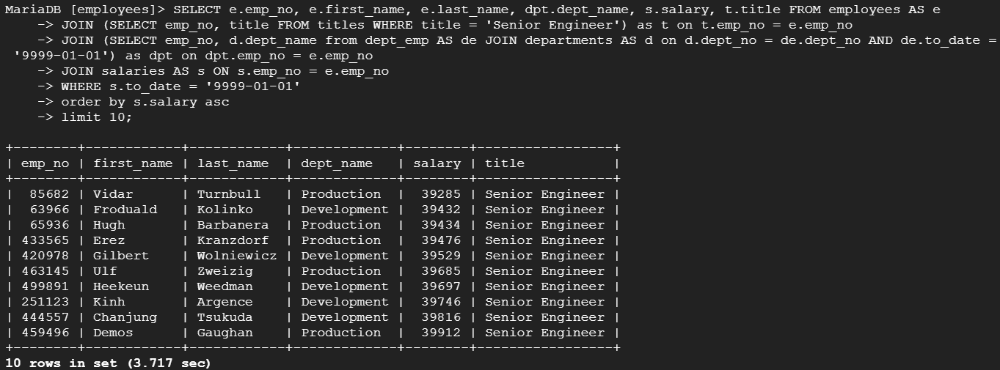 MariaDB [employees]> SELECT e.emp_no, e.first_name, e.last_name, dpt.dept_name, s.salary, t.title FROM employees AS e
    -> JOIN (SELECT emp_no, title FROM titles WHERE title = 'Senior Engineer') as t on t.emp_no = e.emp_no
    -> JOIN (SELECT emp_no, d.dept_name from dept_emp AS de JOIN departments AS d on d.dept_no = de.dept_no AND de.to_date =
 '9999-01-01') as dpt on dpt.emp_no = e.emp_no
    -> JOIN salaries AS s ON s.emp_no = e.emp_no
    -> WHERE s.to_date = '9999-01-01'
    -> order by s.salary asc
    -> limit 10;
+--------+------------+------------+-------------+--------+-----------------+
| emp_no | first_name | last_name  | dept_name   | salary | title           |
+--------+------------+------------+-------------+--------+-----------------+
|  85682 | Vidar      | Turnbull   | Production  |  39285 | Senior Engineer |
|  63966 | Froduald   | Kolinko    | Development |  39432 | Senior Engineer |
|  65936 | Hugh       | Barbanera  | Production  |  39434 | Senior Engineer |
| 433565 | Erez       | Kranzdorf  | Production  |  39476 | Senior Engineer |
| 420978 | Gilbert    | Wolniewicz | Development |  39529 | Senior Engineer |
| 463145 | Ulf        | Zweizig    | Production  |  39685 | Senior Engineer |
| 499891 | Heekeun    | Weedman    | Development |  39697 | Senior Engineer |
| 251123 | Kinh       | Argence    | Development |  39746 | Senior Engineer |
| 444557 | Chanjung   | Tsukuda    | Development |  39816 | Senior Engineer |
| 459496 | Demos      | Gaughan    | Production  |  39912 | Senior Engineer |
+--------+------------+------------+-------------+--------+-----------------+
10 rows in set (3.717 sec)